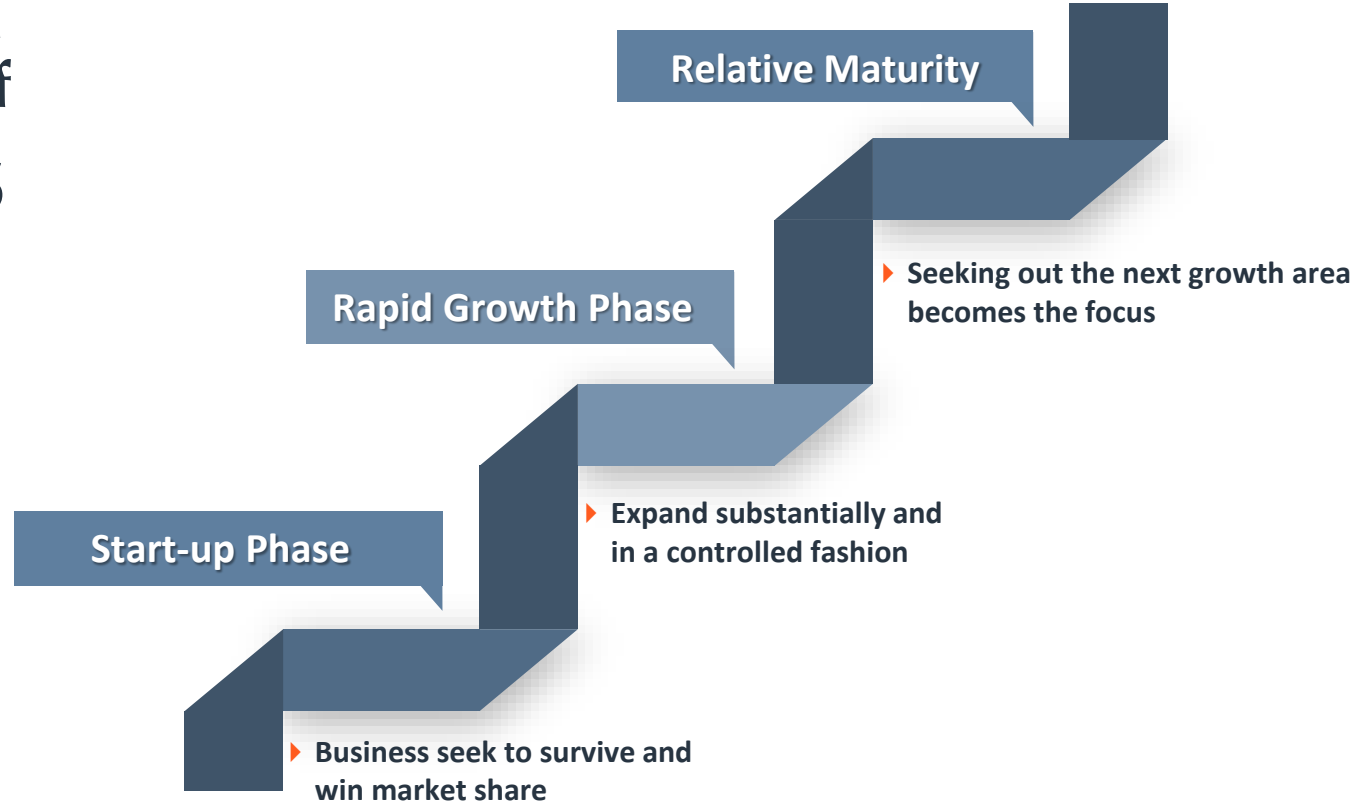 Relative Maturity
Seeking out the next growth area
becomes the focus
Rapid Growth Phase
Expand substantially and
in a controlled fashion
Start-up Phase
Business seek to survive and
win market share